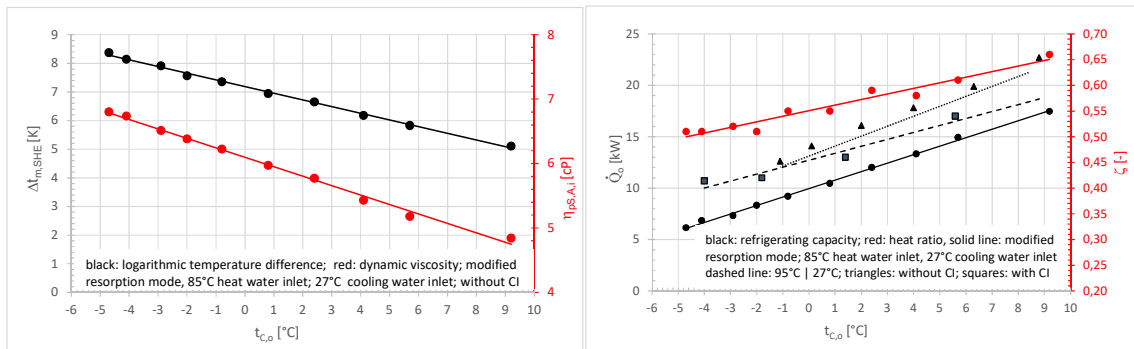 9
8
7
6
5
4
3
2
1
0
Δt_m,SHE [K]
8
7
6
5
4
η_pS,A,i [cP]
black: logarithmic temperature difference; red: dynamic viscosity; modified
resorption mode, 85°C heat water inlet; 27°C cooling water inlet; without CI
-6 -5 -4 -3 -2 -1 0 1 2 3 4 5 6 7 8 9 10
t_C,o [°C]
25
20
15
10
5
0
Q̇_o [kW]
0,70
0,65
0,60
0,55
0,50
0,45
0,40
0,35
0,30
0,25
0,20
ζ [-]
black: refrigerating capacity; red: heat ratio, solid line: modified
resorption mode; 85°C heat water inlet, 27°C cooling water inlet
dashed line: 95°C | 27°C; triangles: without CI; squares: with CI
-6 -5 -4 -3 -2 -1 0 1 2 3 4 5 6 7 8 9 10
t_C,o [°C]